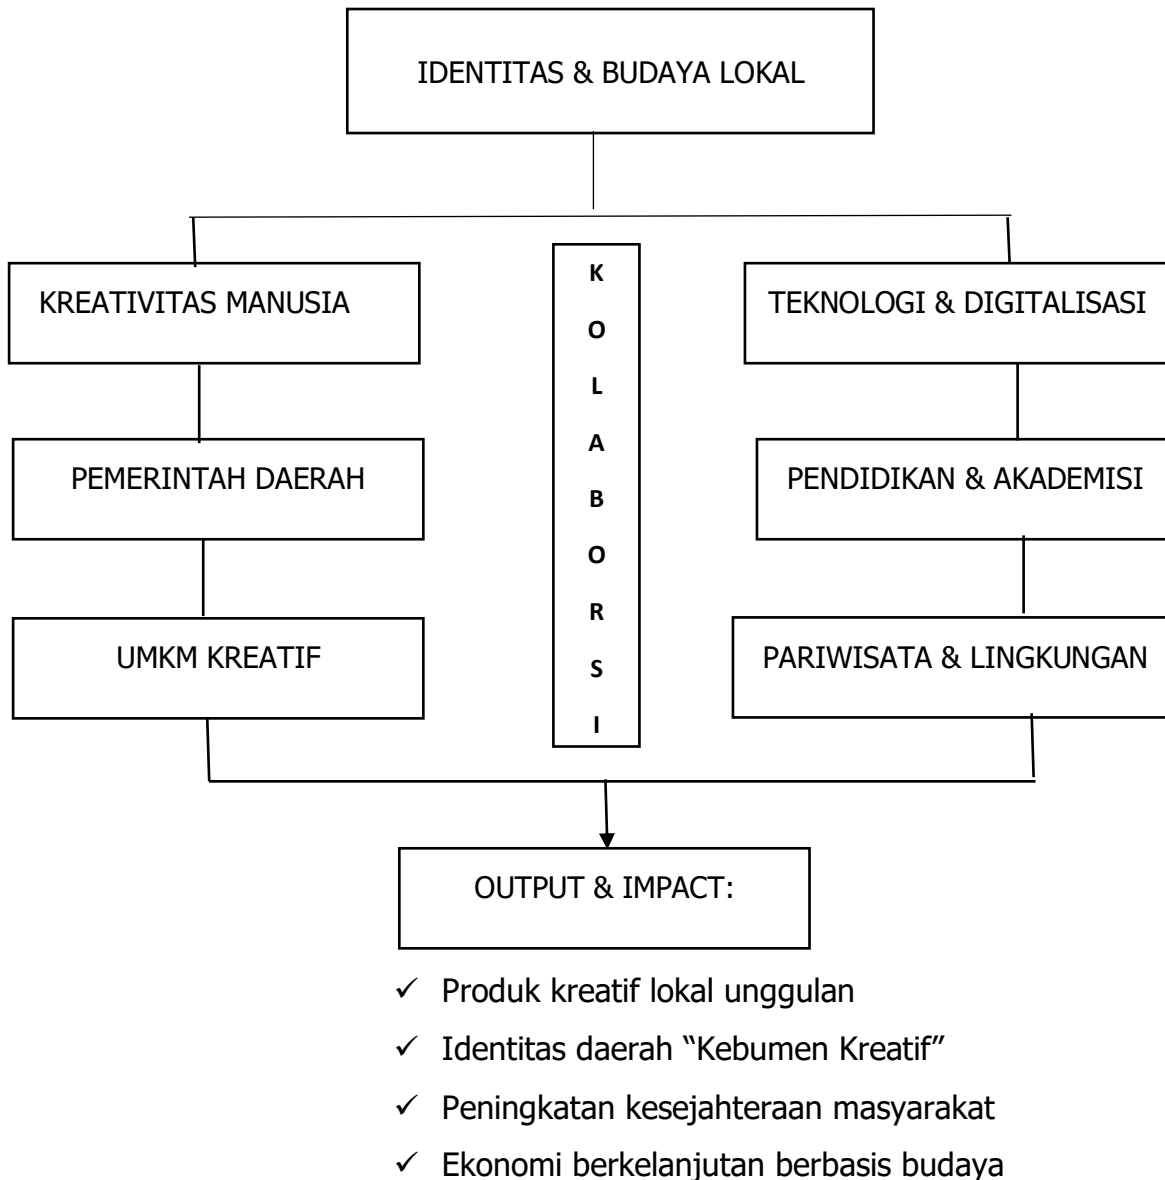 IDENTITAS & BUDAYA LOKAL
KREATIVITAS MANUSIA
TEKNOLOGI & DIGITALISASI
K
O
L
A
B
O
R
S
I
PEMERINTAH DAERAH
PENDIDIKAN & AKADEMISI
UMKM KREATIF
PARIWISATA & LINGKUNGAN
OUTPUT & IMPACT:
✓ Produk kreatif lokal unggulan
✓ Identitas daerah “Kebumen Kreatif”
✓ Peningkatan kesejahteraan masyarakat
✓ Ekonomi berkelanjutan berbasis budaya